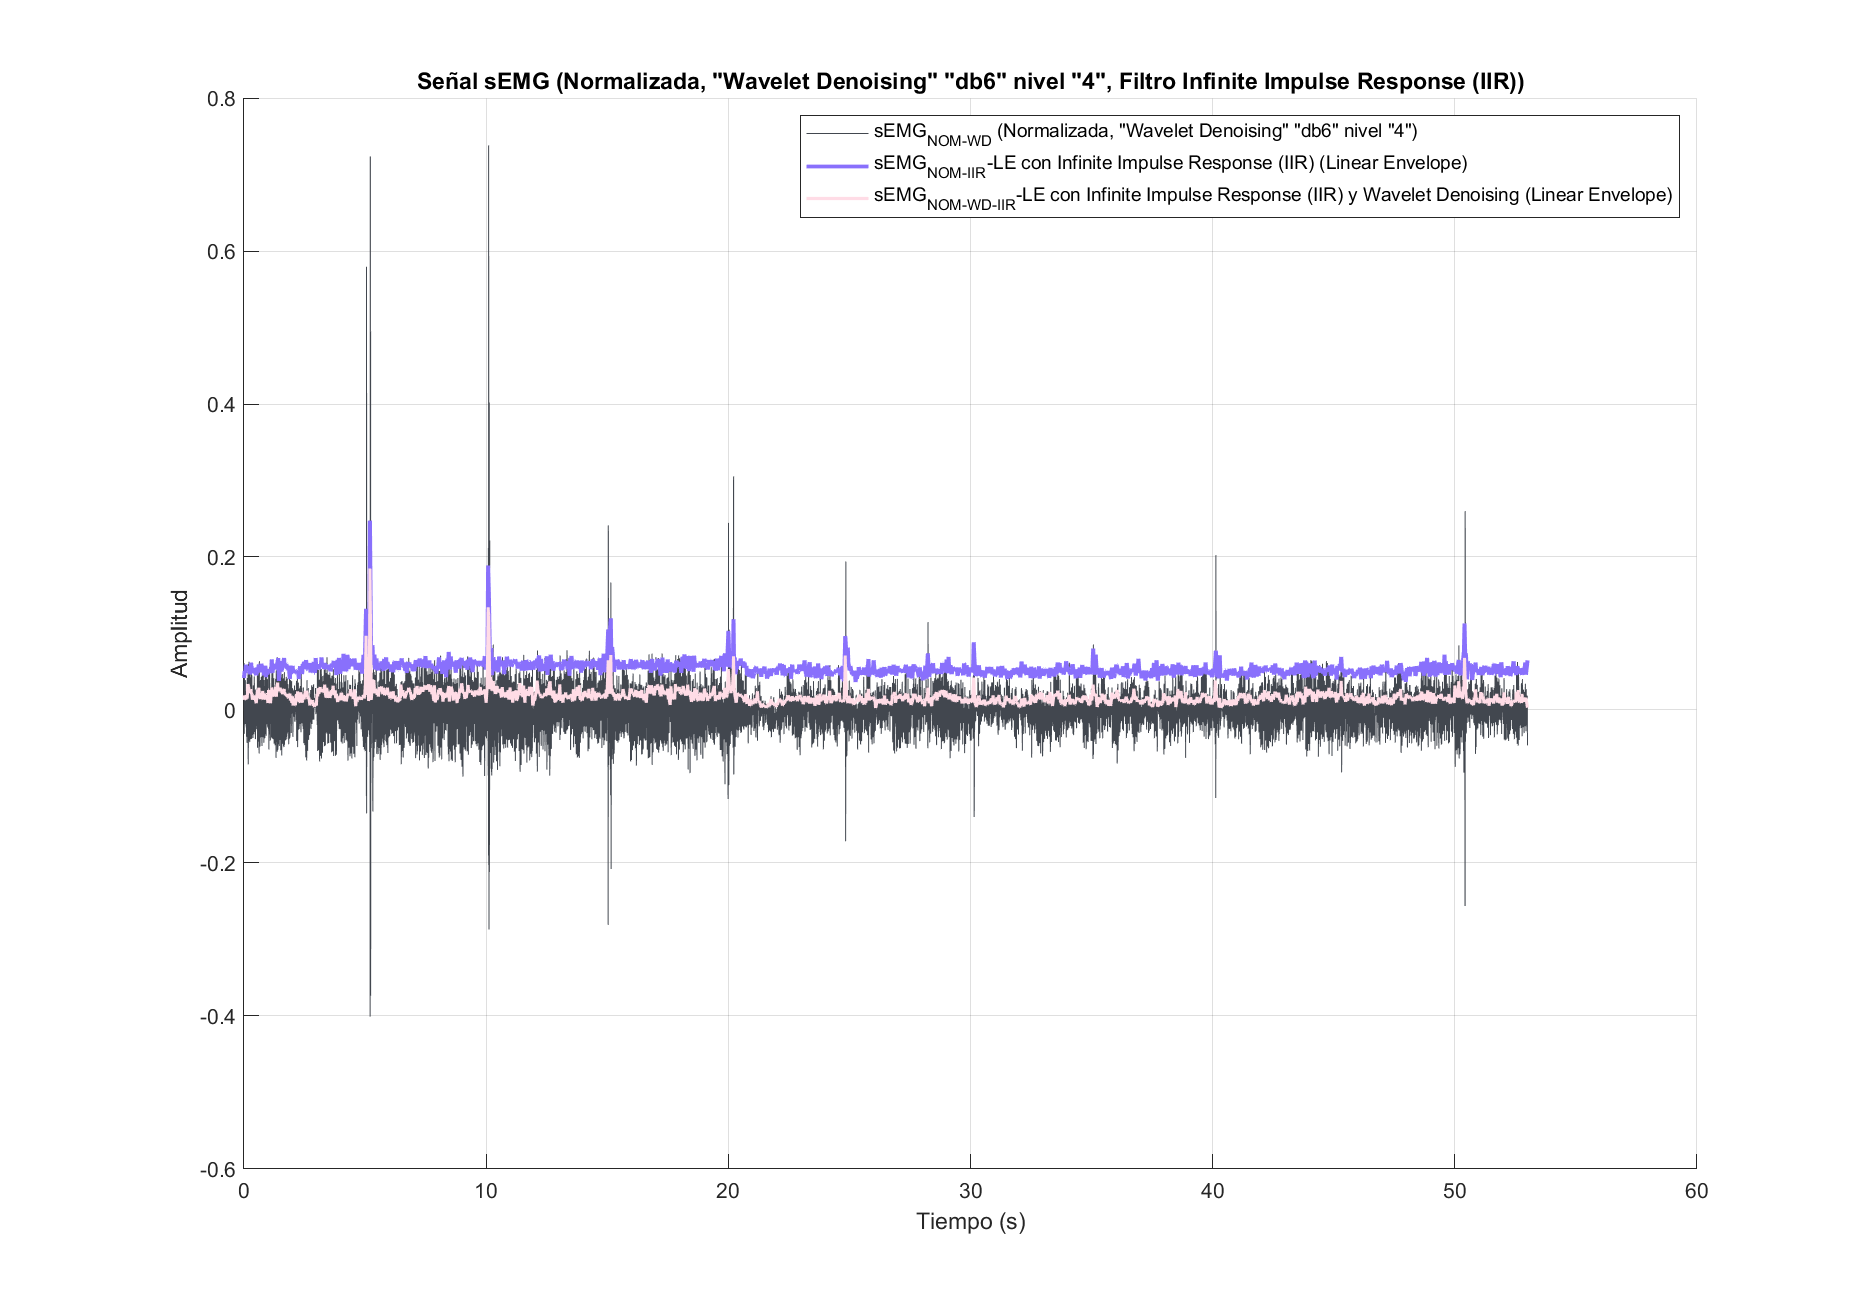 Señal sEMG (Normalizada, "Wavelet Denoising" "db6" nivel "4", Filtro Infinite Impulse Response (IIR))
sEMG_NOM-WD (Normalizada, "Wavelet Denoising" "db6" nivel "4")
sEMG_NOM-IIR-LE con Infinite Impulse Response (IIR) (Linear Envelope)
sEMG_NOM-WD-IIR-LE con Infinite Impulse Response (IIR) y Wavelet Denoising (Linear Envelope)
Amplitud
0.8
0.6
0.4
0.2
0
-0.2
-0.4
-0.6
0 10 20 30 40 50 60
Tiempo (s)